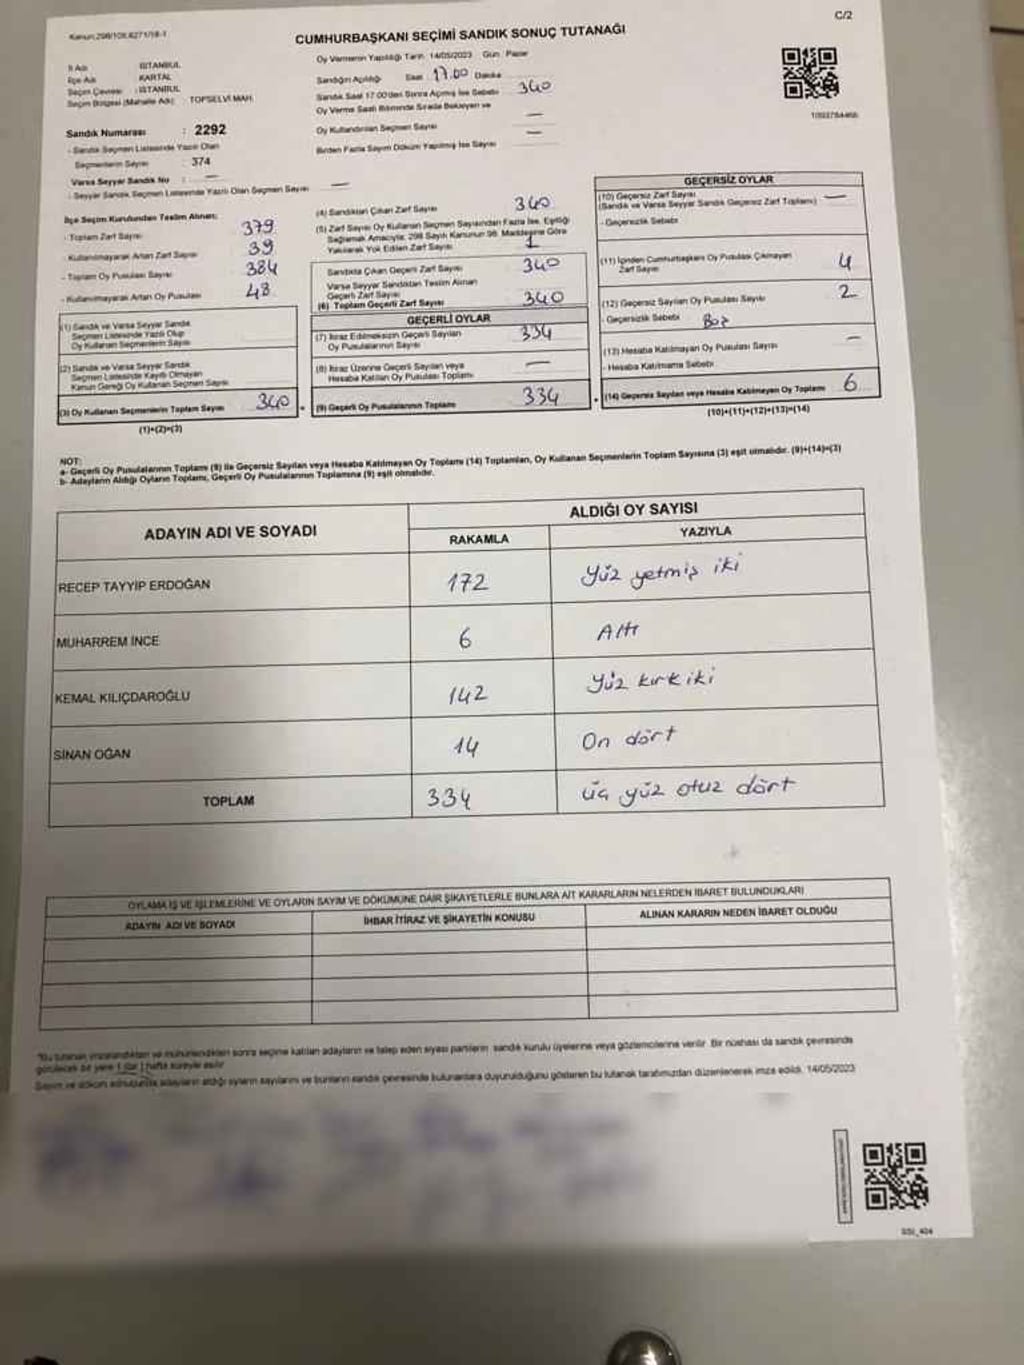 Kanun:298/105,6271/18-1
C/2
CUMHURBAŞKANI SEÇİMİ SANDIK SONUÇ TUTANAĞI
İl Adı : İSTANBUL
İlçe Adı : KARTAL
Seçim Çevresi : İSTANBUL
Seçim Bölgesi (Mahalle Adı) : TOPSELVİ MAH.
Sandık Numarası : 2292
- Sandık Seçmen Listesinde Yazılı Olan
Seçmenlerin Sayısı : 374
Varsa Seyyar Sandık No : —
- Seyyar Sandık Seçmen Listesinde Yazılı Olan Seçmen Sayısı —
Oy Vermenin Yapıldığı Tarih 14/05/2023 Gün : Pazar
Sandığın Açıldığı Saat 17.00 Dakika
Sandık Saat 17.00'den Sonra Açılmış İse Sebebi 340
Oy Verme Saati Bitiminde Sırada Bekleyen ve
Oy Kullandırılan Seçmen Sayısı —
Birden Fazla Sayım Döküm Yapılmış İse Sayısı —
1093784466
İlçe Seçim Kurulundan Teslim Alınan;
- Toplam Zarf Sayısı 379
- Kullanılmayarak Artan Zarf Sayısı 39
- Toplam Oy Pusulası Sayısı 384
- Kullanılmayarak Artan Oy Pusulası 48
(1) Sandık ve Varsa Seyyar Sandık
Seçmen Listesinde Yazılı Olup
Oy Kullanan Seçmenlerin Sayısı
(2) Sandık ve Varsa Seyyar Sandık
Seçmen Listesinde Kayıtlı Olmayan
Kanun Gereği Oy Kullanan Seçmen Sayısı
(3) Oy Kullanan Seçmenlerin Toplam Sayısı 340
(1)+(2)=(3)
(4) Sandıktan Çıkan Zarf Sayısı 340
(5) Zarf Sayısı Oy Kullanan Seçmen Sayısından Fazla İse, Eşitliği
Sağlamak Amacıyla; 298 Sayılı Kanunun 98. Maddesine Göre
Yakılarak Yok Edilen Zarf Sayısı 1
Sandıkta Çıkan Geçerli Zarf Sayısı 340
Varsa Seyyar Sandıktan Teslim Alınan
Geçerli Zarf Sayısı
(6) Toplam Geçerli Zarf Sayısı 340
GEÇERLİ OYLAR
(7) İtiraz Edilmeksizin Geçerli Sayılan
Oy Pusulalarının Sayısı 334
(8) İtiraz Üzerine Geçerli Sayılan veya
Hesaba Katılan Oy Pusulası Toplamı —
(9) Geçerli Oy Pusulalarının Toplamı 334
GEÇERSİZ OYLAR
(10) Geçersiz Zarf Sayısı
(Sandık ve Varsa Seyyar Sandık Geçersiz Zarf Toplamı) —
- Geçersizlik Sebebi
(11) İçinden Cumhurbaşkanı Oy Pusulası Çıkmayan
Zarf Sayısı 4
(12) Geçersiz Sayılan Oy Pusulası Sayısı 2
- Geçersizlik Sebebi Boş
(13) Hesaba Katılmayan Oy Pusulası Sayısı —
- Hesaba Katılmama Sebebi
(14) Geçersiz Sayılan veya Hesaba Katılmayan Oy Toplamı 6
(10)+(11)+(12)+(13)=(14)
NOT:
a- Geçerli Oy Pusulalarının Toplamı (9) ile Geçersiz Sayılan veya Hesaba Katılmayan Oy Toplamı (14) Toplamları, Oy Kullanan Seçmenlerin Toplam Sayısına (3) eşit olmalıdır. (9)+(14)=(3)
b- Adayların Aldığı Oyların Toplamı, Geçerli Oy Pusulalarının Toplamına (9) eşit olmalıdır.
ADAYIN ADI VE SOYADI
ALDIĞI OY SAYISI
RAKAMLA YAZIYLA
RECEP TAYYİP ERDOĞAN 172 Yüz yetmiş iki
MUHARREM İNCE 6 Altı
KEMAL KILIÇDAROĞLU 142 Yüz kırk iki
SİNAN OĞAN 14 On dört
TOPLAM 334 üç yüz otuz dört
OYLAMA İŞ VE İŞLEMLERİNE VE OYLARIN SAYIM VE DÖKÜMÜNE DAİR ŞİKAYETLERLE BUNLARA AİT KARARLARIN NELERDEN İBARET BULUNDUKLARI
ADAYIN ADI VE SOYADI İHBAR İTİRAZ VE ŞİKAYETİN KONUSU ALINAN KARARIN NEDEN İBARET OLDUĞU
*Bu tutanak imzalandıktan ve mühürlendikten sonra seçime katılan adayların ve talep eden siyasi partilerin sandık kurulu üyelerine veya gözlemcilerine verilir. Bir nüshası da sandık çevresinde
görülecek bir yere 1 (bir ) hafta süreyle asılır.
Sayım ve döküm sonuçunda adayların aldığı oyların sayılarını ve bunların sandık çevresinde bulunanlara duyurulduğunu gösteren bu tutanak tarafımızdan düzenlenerek imza edildi. 14/05/2023